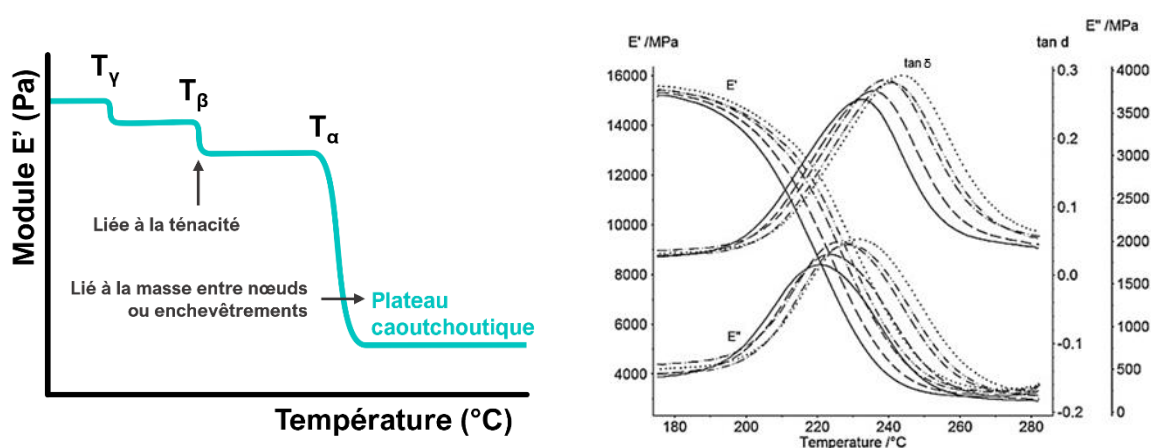 Module E' (Pa)
Tγ
Tβ
Tα
Liée à la ténacité
Lié à la masse entre nœuds
ou enchevêtrements
Plateau
caoutchoutique
Température (°C)
E' /MPa
tan d
E" /MPa
16000
14000
12000
10000
8000
6000
4000
E'
tan δ
E"
0.3
0.2
0.1
0.0
-0.1
-0.2
4000
3500
3000
2500
2000
1500
1000
500
0
180
200
220
240
260
280
Temperature /°C